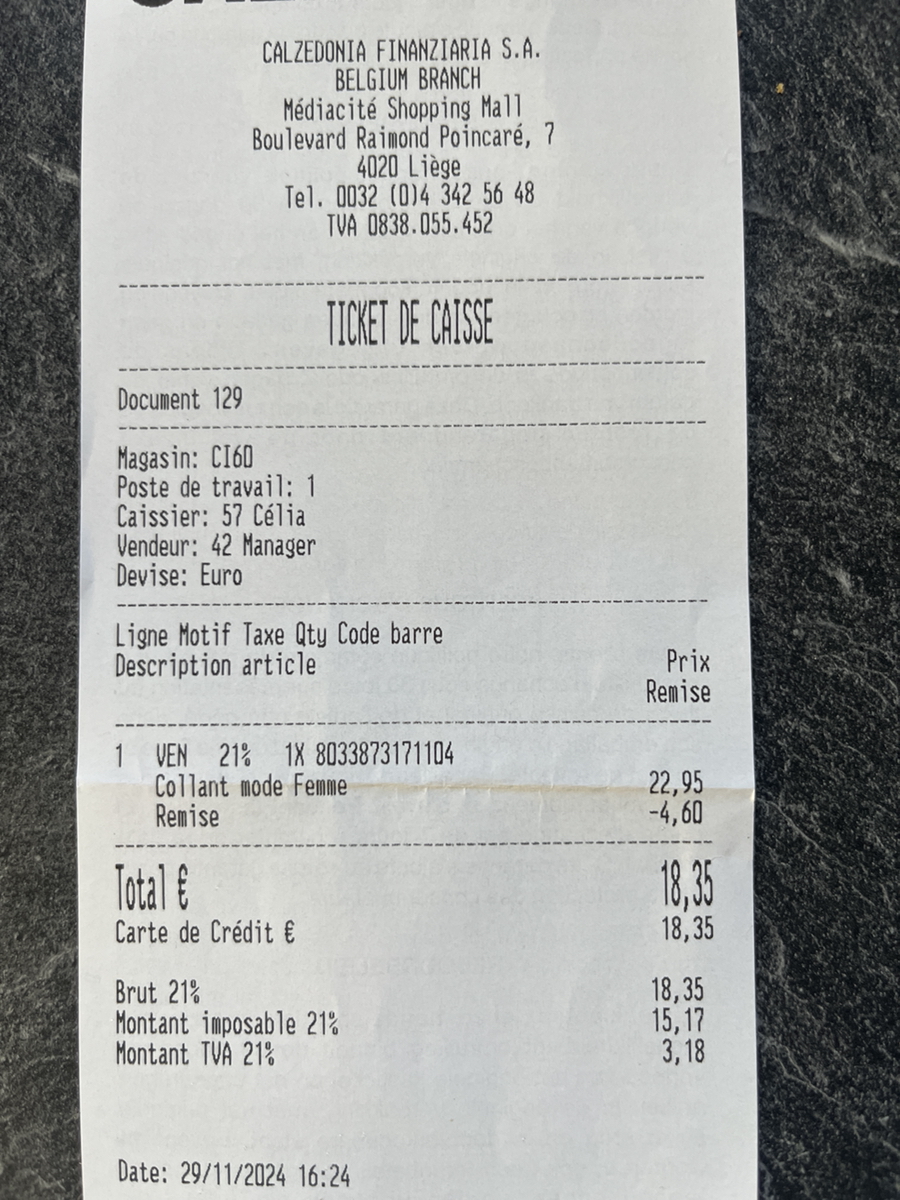 CALZEDONIA FINANZIARIA S.A.
BELGIUM BRANCH
Médiacité Shopping Mall
Boulevard Raimond Poincaré, 7
4020 Liège
Tel. 0032 (0)4 342 56 48
TVA 0838.055.452
TICKET DE CAISSE
Document 129
Magasin: CI60
Poste de travail: 1
Caissier: 57 Célia
Vendeur: 42 Manager
Devise: Euro
Ligne Motif Taxe Qty Code barre
Description article Prix
Remise
1 VEN 21% 1X 8033873171104
Collant mode Femme 22,95
Remise -4,60
Total € 18,35
Carte de Crédit € 18,35
Brut 21% 18,35
Montant imposable 21% 15,17
Montant TVA 21% 3,18
Date: 29/11/2024 16:24